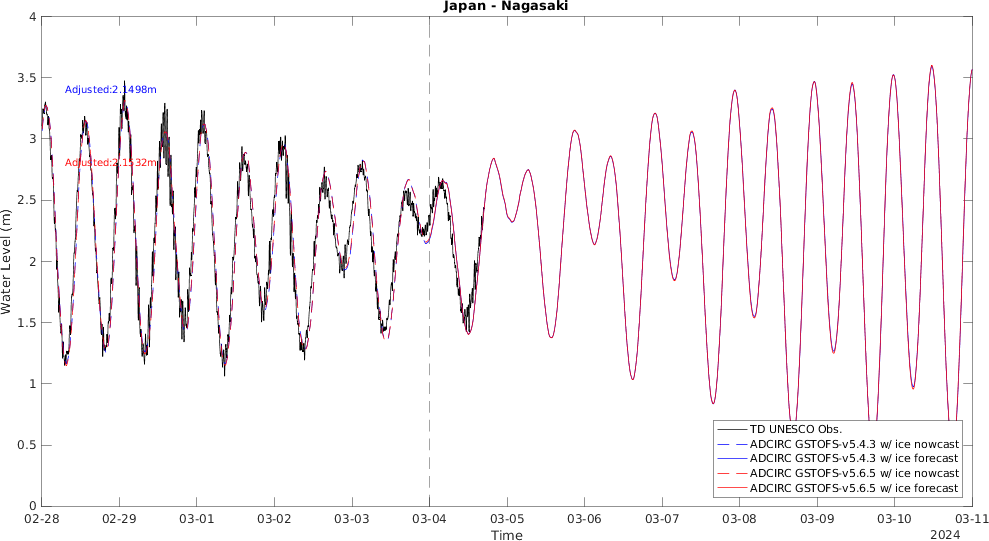 Japan - Nagasaki
4
3.5
3
2.5
2
1.5
1
0.5
0
Water Level (m)
Adjusted:2.1498m
Adjusted:2.1532m
TD UNESCO Obs.
ADCIRC GSTOFS-v5.4.3 w/ ice nowcast
ADCIRC GSTOFS-v5.4.3 w/ ice forecast
ADCIRC GSTOFS-v5.6.5 w/ ice nowcast
ADCIRC GSTOFS-v5.6.5 w/ ice forecast
02-28 02-29 03-01 03-02 03-03 03-04 03-05 03-06 03-07 03-08 03-09 03-10 03-11
Time
2024